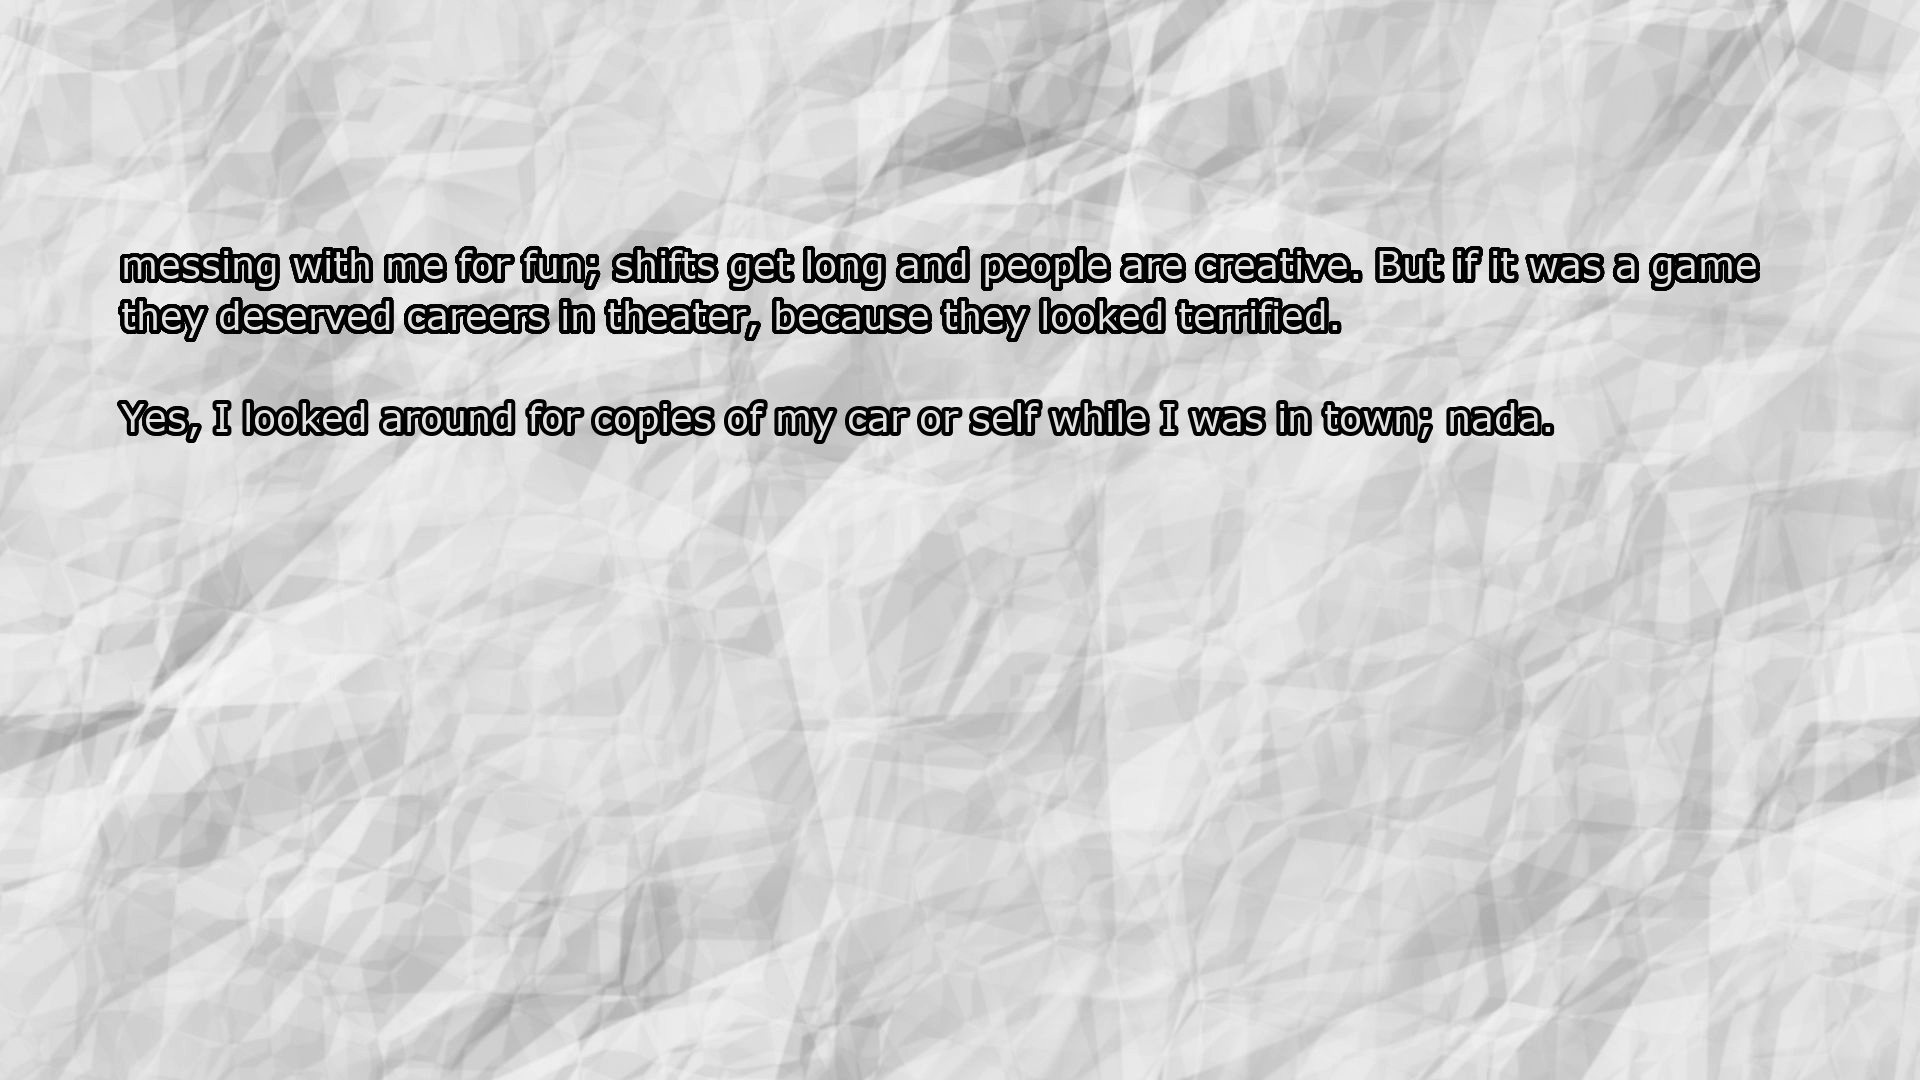 messing with me for fun; shifts get long and people are creative. But if it was a game
they deserved careers in theater, because they looked terrified.
Yes, I looked around for copies of my car or self while I was in town; nada.